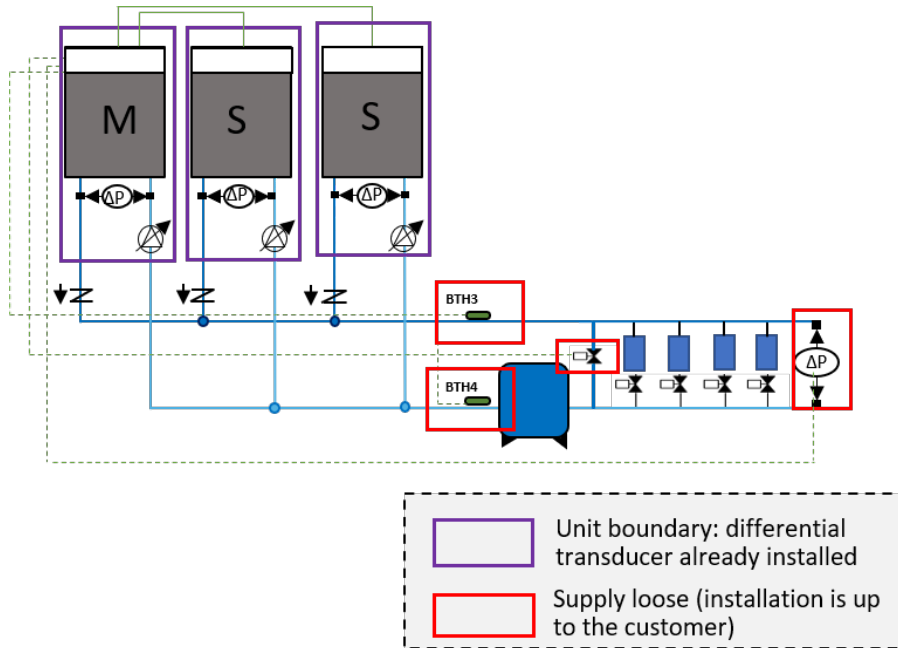 M
S
S
ΔP
ΔP
ΔP
BTH3
BTH4
ΔP
Unit boundary: differential
transducer already installed
Supply loose (installation is up
to the customer)